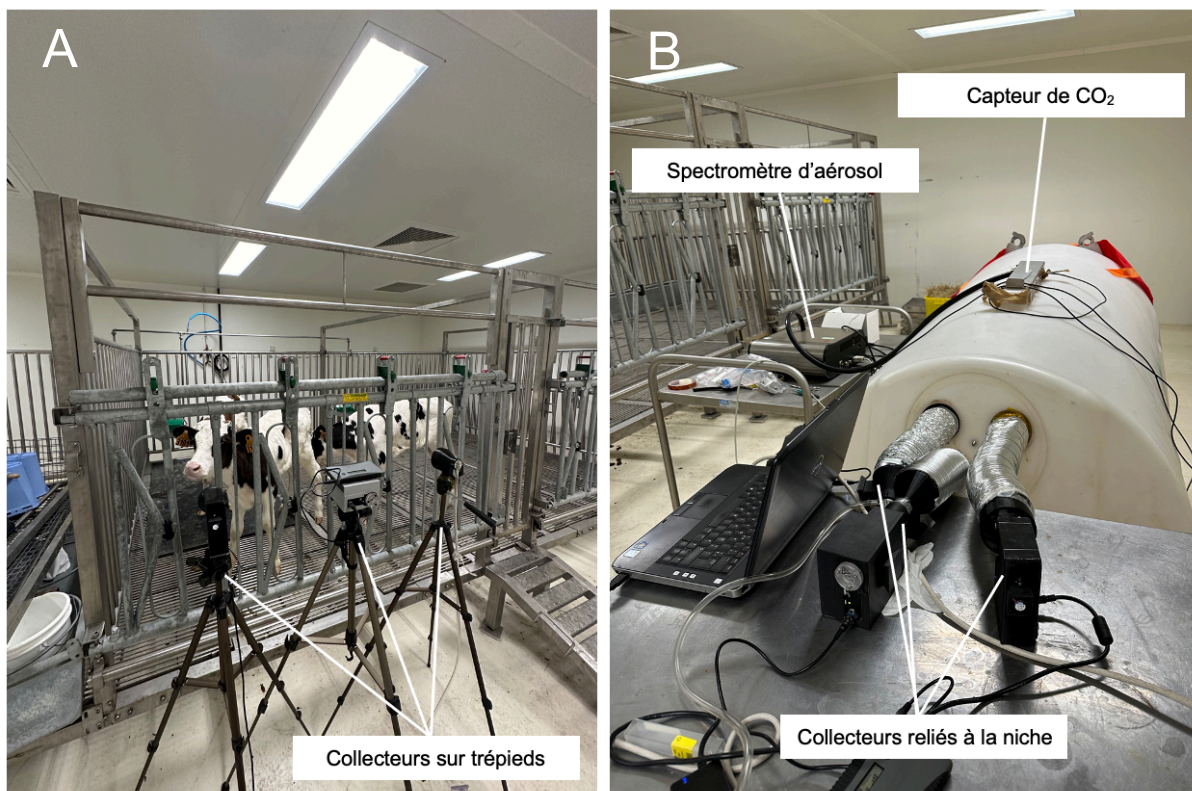 A
B
Capteur de CO₂
Spectromètre d'aérosol
Collecteurs sur trépieds
Collecteurs reliés à la niche